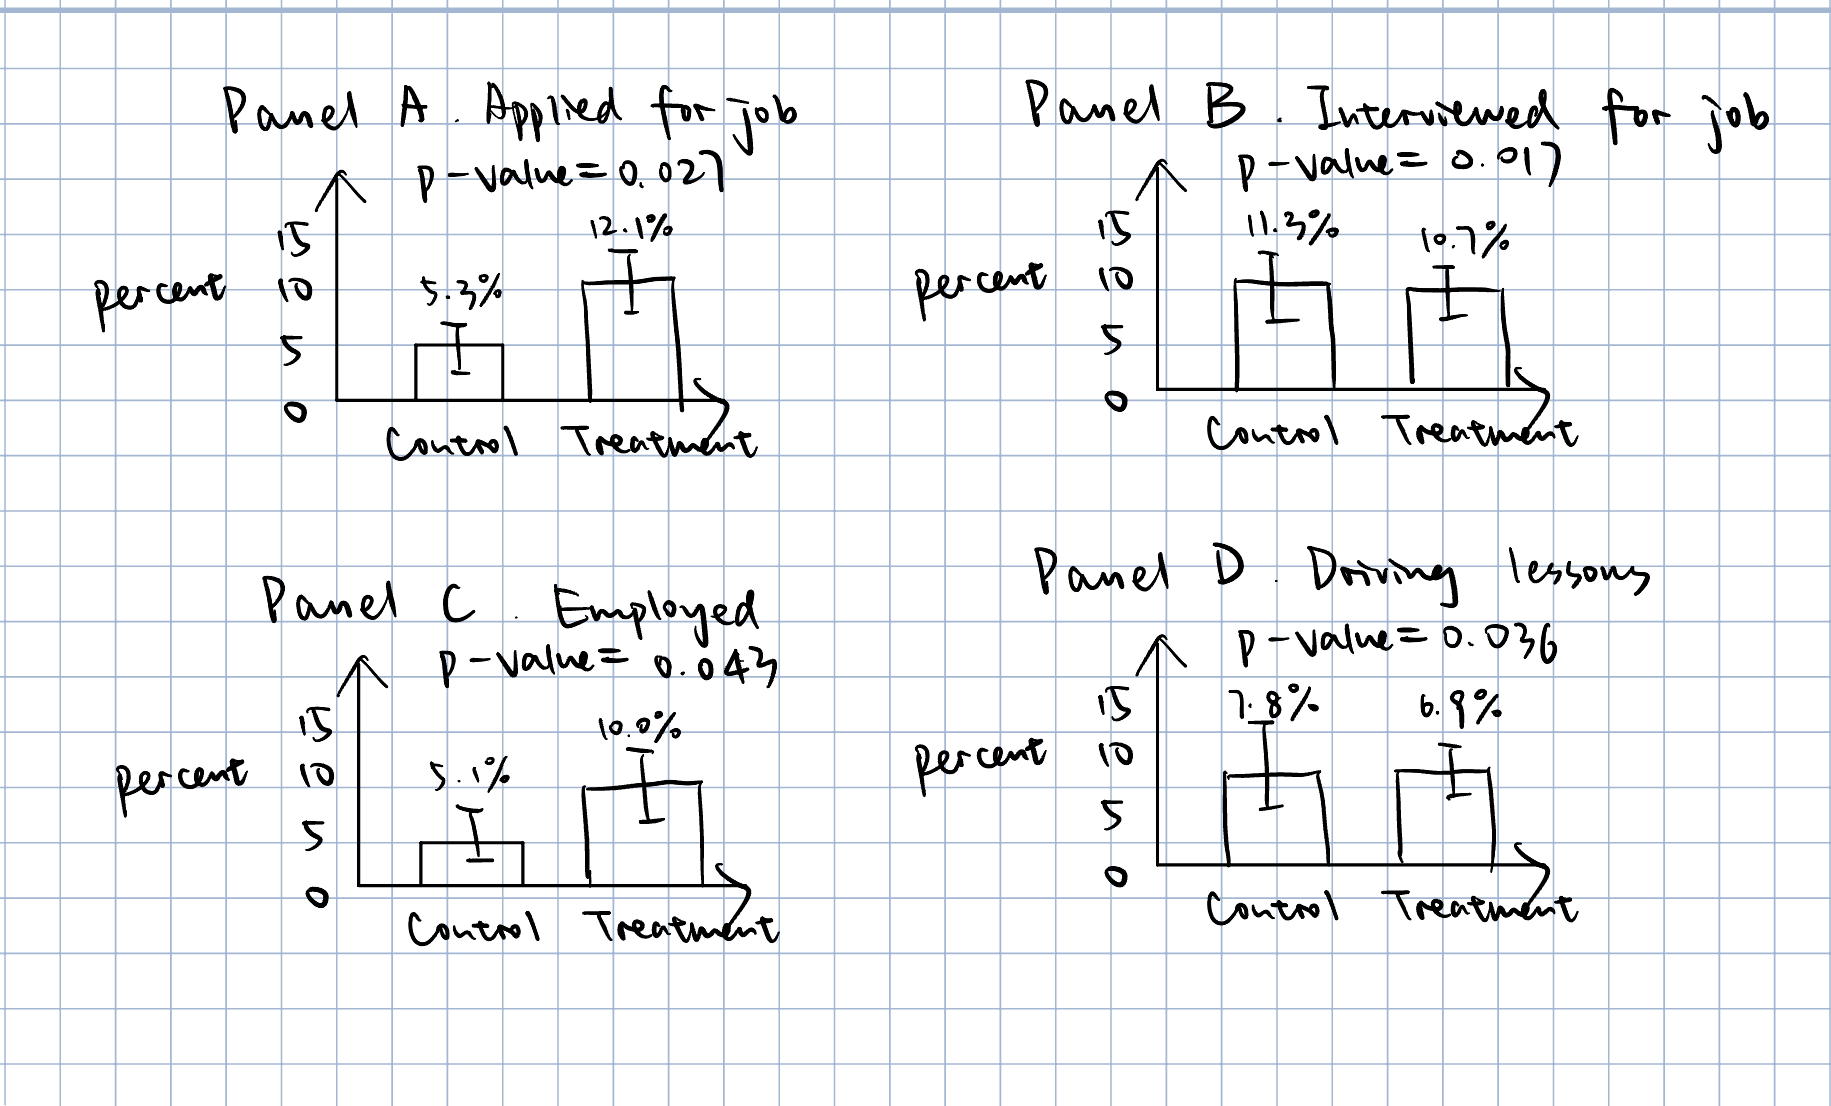 Panel A. Applied for job
p-value = 0.027
15
10
5
0
percent
5.3%
12.1%
Control Treatment
Panel B. Interviewed for job
p-value = 0.017
15
10
5
0
percent
11.3%
10.7%
Control Treatment
Panel C. Employed
p-value = 0.043
15
10
5
0
percent
5.1%
10.0%
Control Treatment
Panel D. Driving lessons
p-value = 0.036
15
10
5
0
percent
7.8%
6.9%
Control Treatment